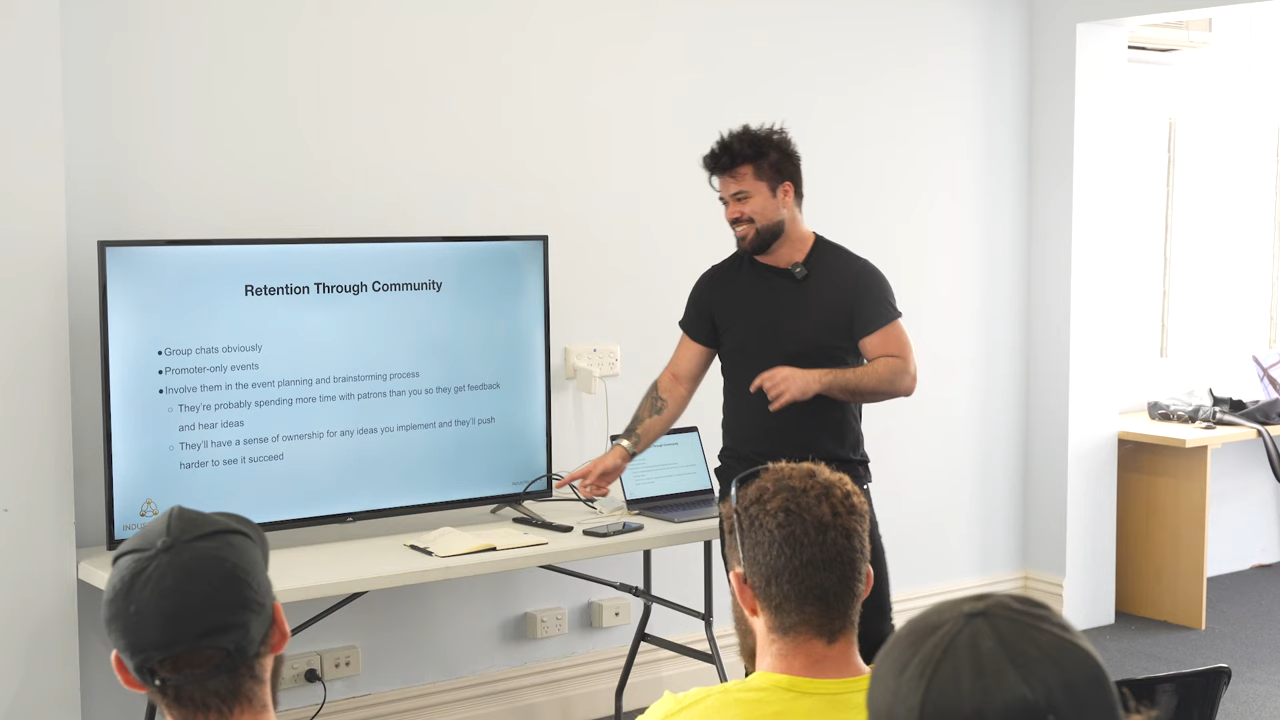 Retention Through Community
●Group chats obviously
●Promoter-only events
●Involve them in the event planning and brainstorming process
○ They're probably spending more time with patrons than you so they get feedback
and hear ideas
○ They'll have a sense of ownership for any ideas you implement and they'll push
harder to see it succeed
Through Community